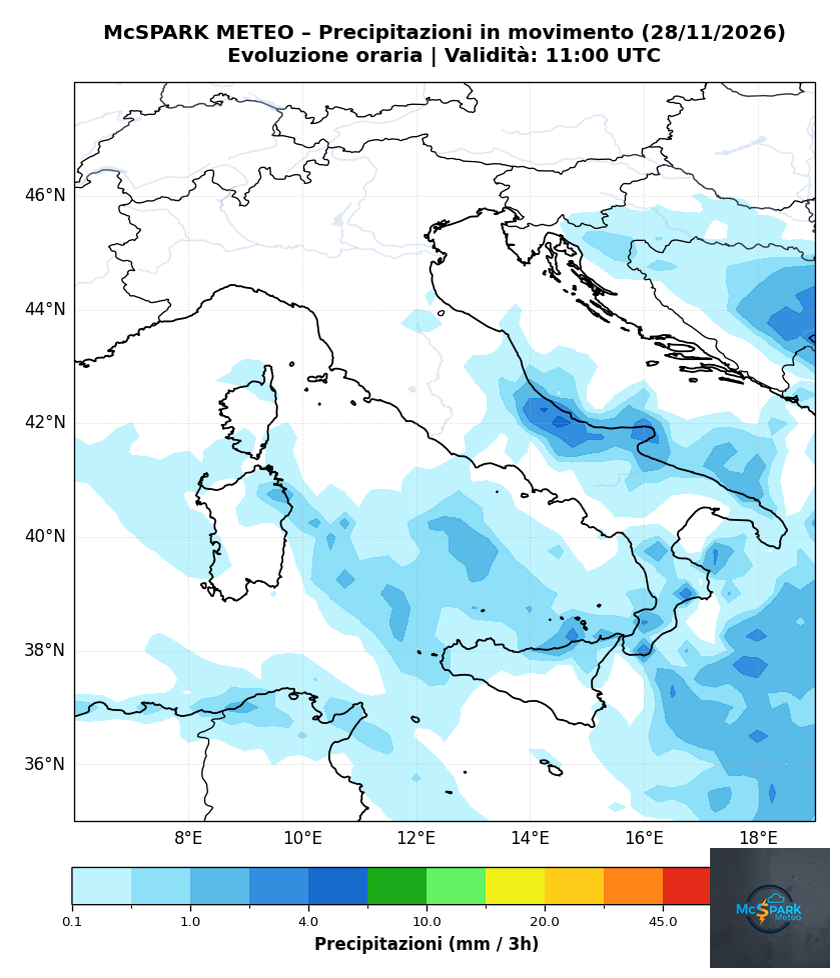 McSPARK METEO – Precipitazioni in movimento (28/11/2026)
Evoluzione oraria | Validità: 11:00 UTC
46°N
44°N
42°N
40°N
38°N
36°N
8°E 10°E 12°E 14°E 16°E 18°E
0.1 1.0 4.0 10.0 20.0 45.0
Precipitazioni (mm / 3h)
McSPARK
Meteo